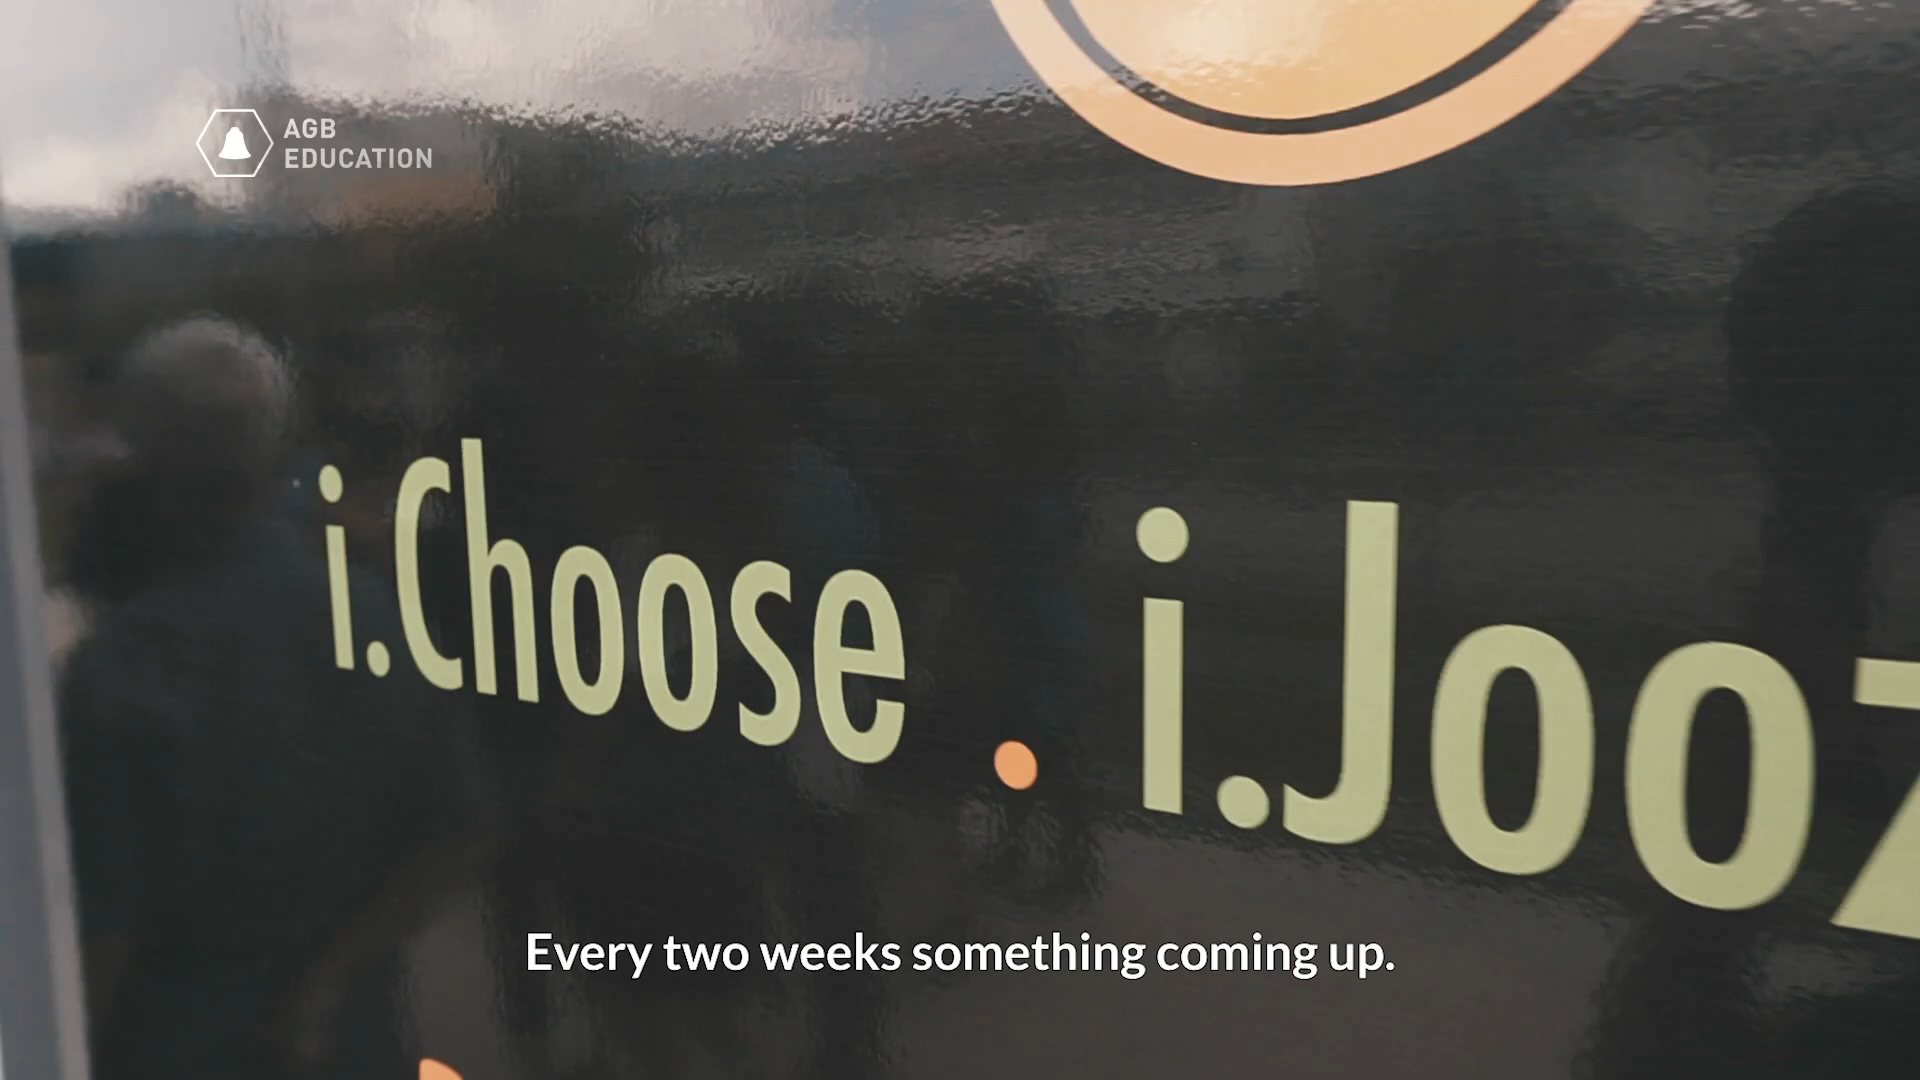 AGB
EDUCATION
i.Choose . i.Jooz
Every two weeks something coming up.